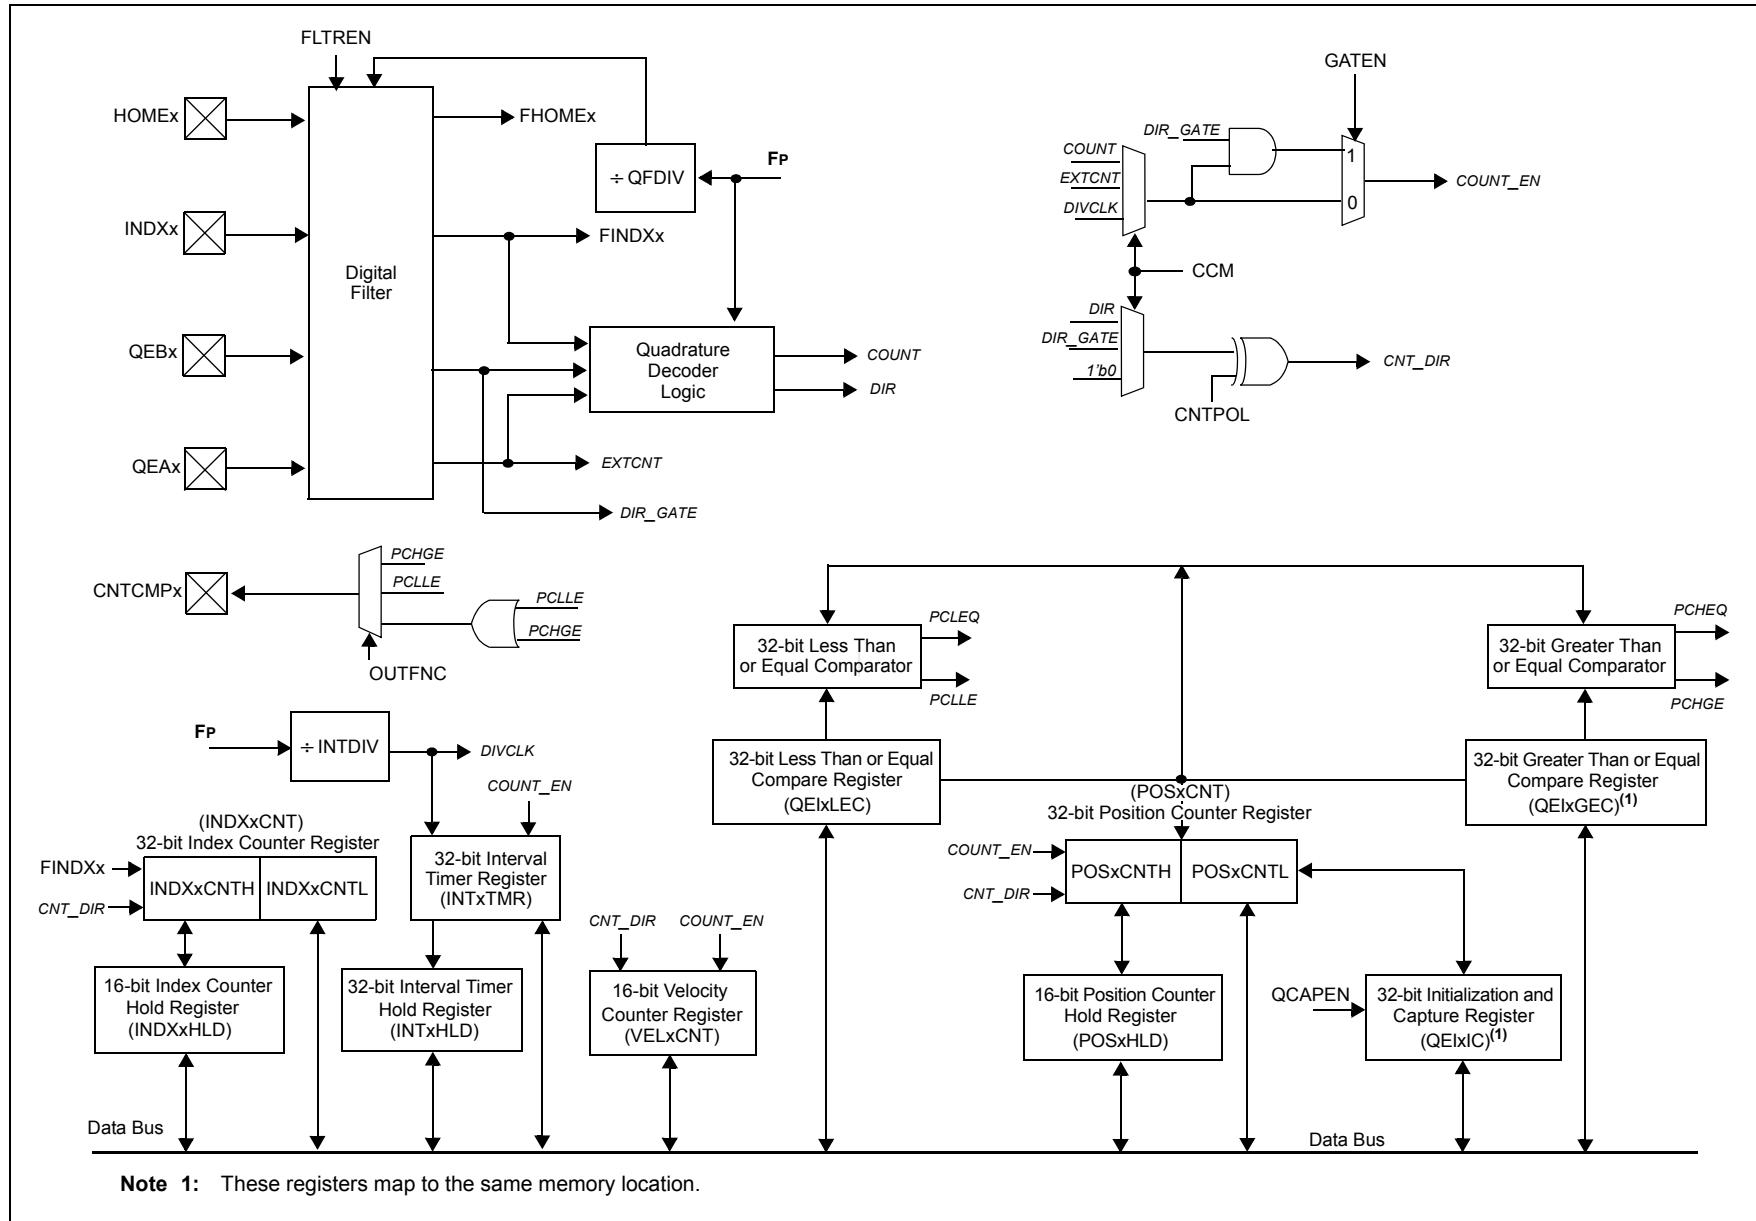 FLTREN
HOMEx
FHOMEx
÷ QFDIV
FP
INDXx
FINDXx
Digital
Filter
QEBx
Quadrature
Decoder
Logic
COUNT
DIR
QEAx
EXTCNT
DIR_GATE
GATEN
DIR_GATE
COUNT
EXTCNT
DIVCLK
1
0
COUNT_EN
CCM
DIR
DIR_GATE
1'b0
CNT_DIR
CNTPOL
CNTCMPx
PCHGE
PCLLE
PCLLE
PCHGE
OUTFNC
FP
÷ INTDIV
DIVCLK
COUNT_EN
(INDXxCNT)
32-bit Index Counter Register
FINDXx
CNT_DIR
INDXxCNTH
INDXxCNTL
32-bit Interval
Timer Register
(INTxTMR)
16-bit Index Counter
Hold Register
(INDXxHLD)
32-bit Interval Timer
Hold Register
(INTxHLD)
CNT_DIR
COUNT_EN
16-bit Velocity
Counter Register
(VELxCNT)
32-bit Less Than
or Equal Comparator
PCLEQ
PCLLE
32-bit Greater Than
or Equal Comparator
PCHEQ
PCHGE
32-bit Less Than or Equal
Compare Register
(QEIxLEC)
32-bit Greater Than or Equal
Compare Register
(QEIxGEC)(1)
(POSxCNT)
32-bit Position Counter Register
COUNT_EN
CNT_DIR
POSxCNTH
POSxCNTL
16-bit Position Counter
Hold Register
(POSxHLD)
QCAPEN
32-bit Initialization and
Capture Register
(QEIxIC)(1)
Data Bus
Data Bus
Note 1: These registers map to the same memory location.